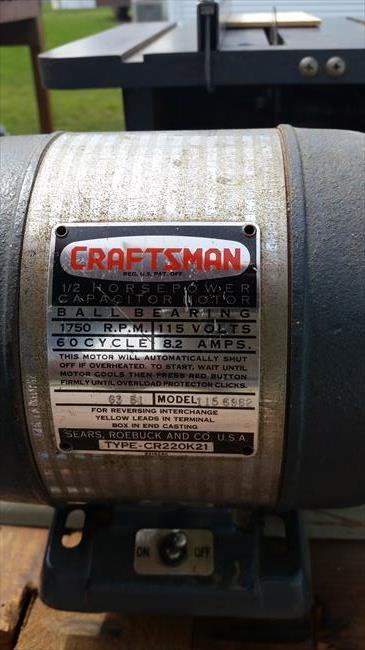 CRAFTSMAN
REG. U.S. PAT. OFF.
1/2 HORSEPOWER
CAPACITOR MOTOR
BALL BEARING
1750 R.P.M. 115 VOLTS
60 CYCLE 8.2 AMPS.
THIS MOTOR WILL AUTOMATICALLY SHUT
OFF IF OVERHEATED. TO START, WAIT UNTIL
MOTOR COOLS THEN PRESS RED BUTTON
FIRMLY UNTIL OVERLOAD PROTECTOR CLICKS.
MODEL 115 6962
FOR REVERSING INTERCHANGE
YELLOW LEADS IN TERMINAL
BOX IN END CASTING
SEARS, ROEBUCK AND CO. U.S.A.
TYPE-CR220K21
ON OFF